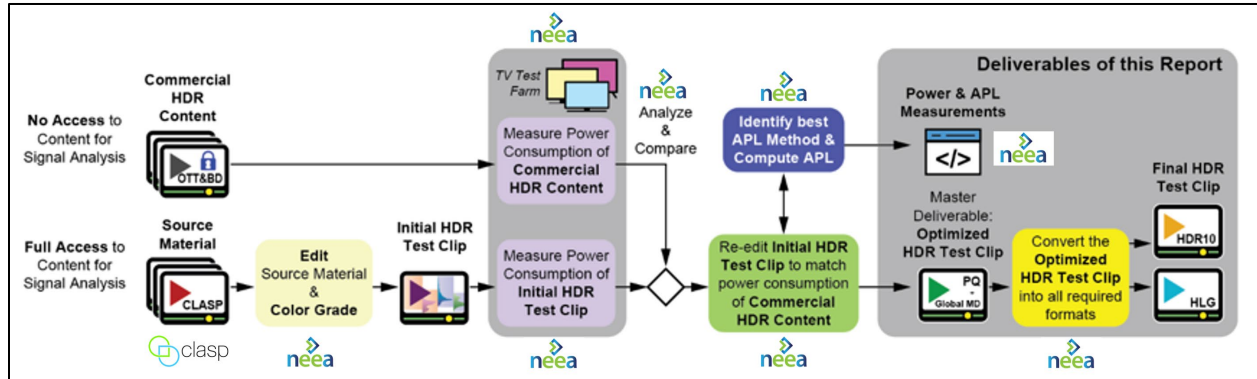 No Access to
Content for
Signal Analysis
Commercial
HDR
Content
OTT&BD
neea
TV Test
Farm
Measure Power
Consumption of
Commercial
HDR Content
neea
Analyze
&
Compare
neea
Identify best
APL Method &
Compute APL
Deliverables of this Report
Power & APL
Measurements
</>
neea
Full Access to
Content for
Signal Analysis
Source
Material
CLASP
clasp
Edit
Source Material
&
Color Grade
neea
Initial HDR
Test Clip
Measure Power
Consumption of
Initial HDR
Test Clip
neea
Re-edit Initial HDR
Test Clip to match
power consumption
of Commercial
HDR Content
neea
Master
Deliverable:
Optimized
HDR Test Clip
PQ
-
Global MD
Convert the
Optimized
HDR Test Clip
into all required
formats
neea
Final HDR
Test Clip
HDR10
HLG